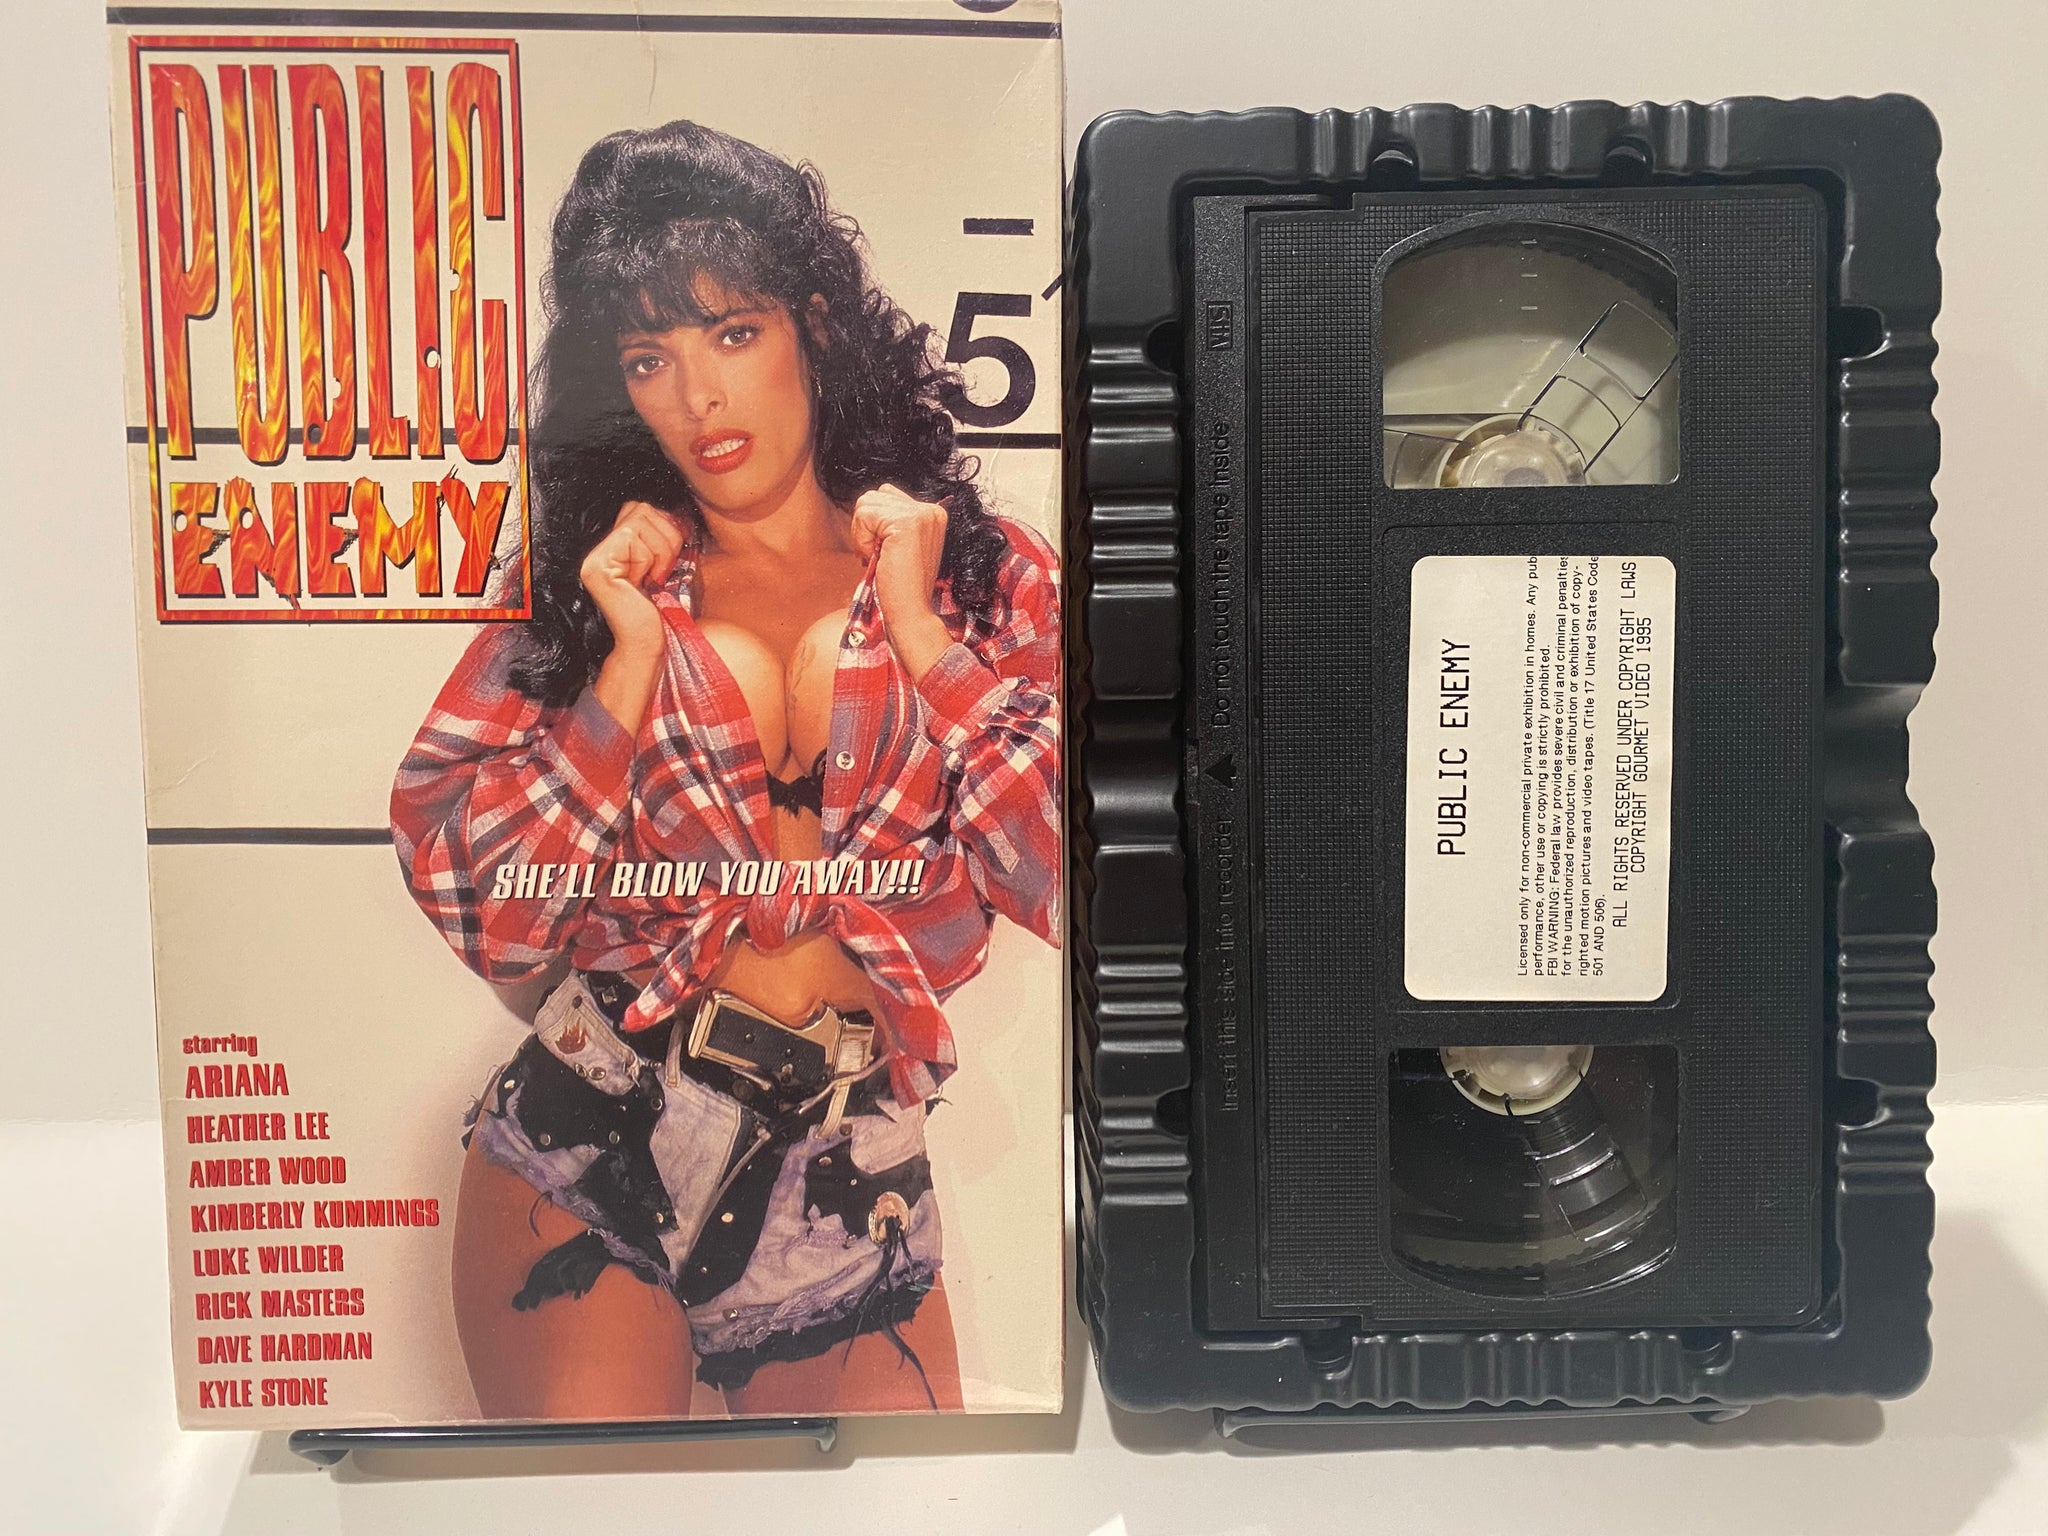 PUBLIC
ENEMY
5
SHE'LL BLOW YOU AWAY!!!
starring
ARIANA
HEATHER LEE
AMBER WOOD
KIMBERLY KUMMINGS
LUKE WILDER
RICK MASTERS
DAVE HARDMAN
KYLE STONE
VHS
Insert this side into recorder ▲ Do not touch the tape inside
PUBLIC ENEMY
Licensed only for non-commercial private exhibition in homes. Any pub
performance, other use or copying is strictly prohibited.
FBI WARNING: Federal law provides severe civil and criminal penalties
for the unauthorized reproduction, distribution or exhibition of copy-
righted motion pictures and video tapes. (Title 17 United States Code
501 AND 506).
ALL RIGHTS RESERVED UNDER COPYRIGHT LAWS
COPYRIGHT GOURMET VIDEO 1995